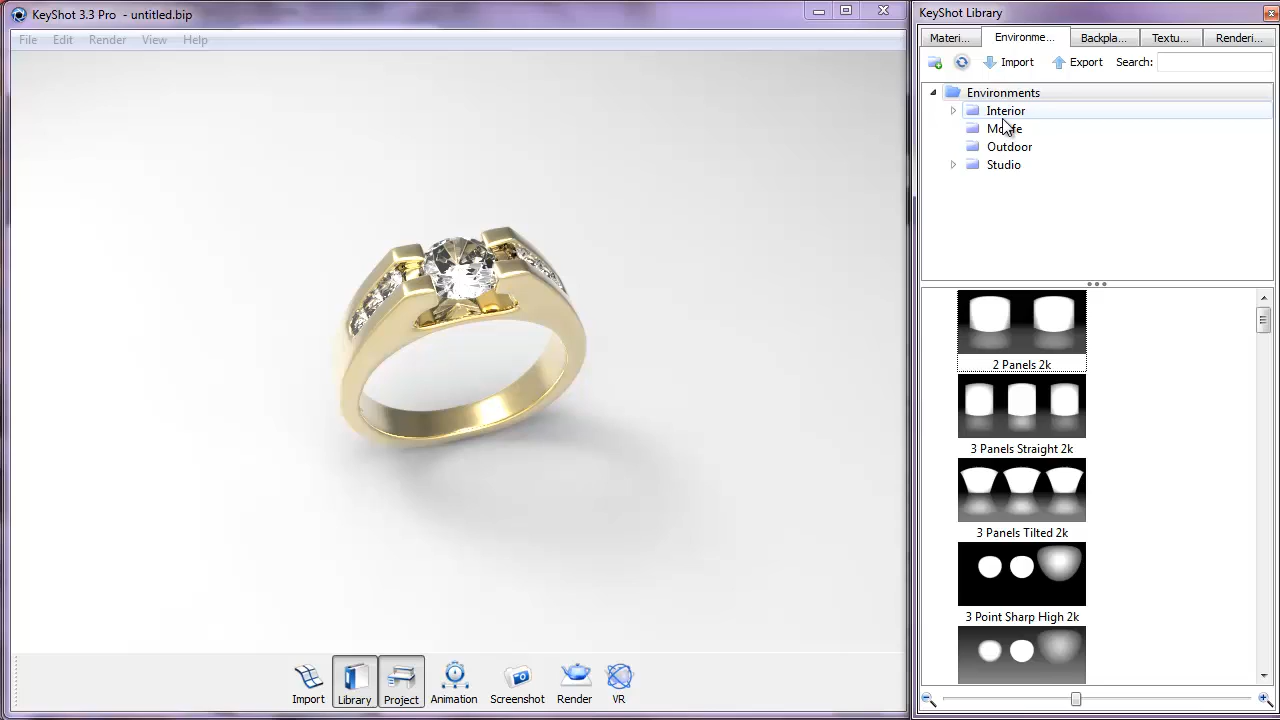 KeyShot 3.3 Pro - untitled.bip
File Edit Render View Help
KeyShot Library
Materi... Environme... Backpla... Textu... Renderi...
Import Export Search:
Environments
Interior
Outdoor
Studio
2 Panels 2k
3 Panels Straight 2k
3 Panels Tilted 2k
3 Point Sharp High 2k
Import Library Project Animation Screenshot Render VR